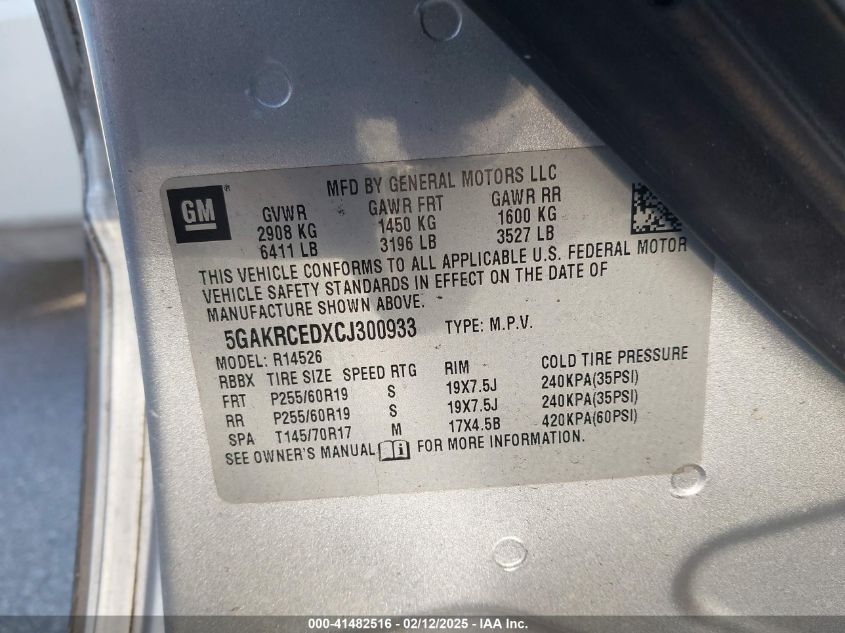 MFD BY GENERAL MOTORS LLC
GM
GVWR GAWR FRT GAWR RR
2908 KG 1450 KG 1600 KG
6411 LB 3196 LB 3527 LB
THIS VEHICLE CONFORMS TO ALL APPLICABLE U.S. FEDERAL MOTOR
VEHICLE SAFETY STANDARDS IN EFFECT ON THE DATE OF
MANUFACTURE SHOWN ABOVE.
5GAKRCEDXCJ300933 TYPE: M.P.V.
MODEL: R14526
RBBX TIRE SIZE SPEED RTG RIM COLD TIRE PRESSURE
FRT P255/60R19 S 19X7.5J 240KPA(35PSI)
RR P255/60R19 S 19X7.5J 240KPA(35PSI)
SPA T145/70R17 M 17X4.5B 420KPA(60PSI)
SEE OWNER'S MANUAL FOR MORE INFORMATION.
000-41482516 - 02/12/2025 - IAA Inc.